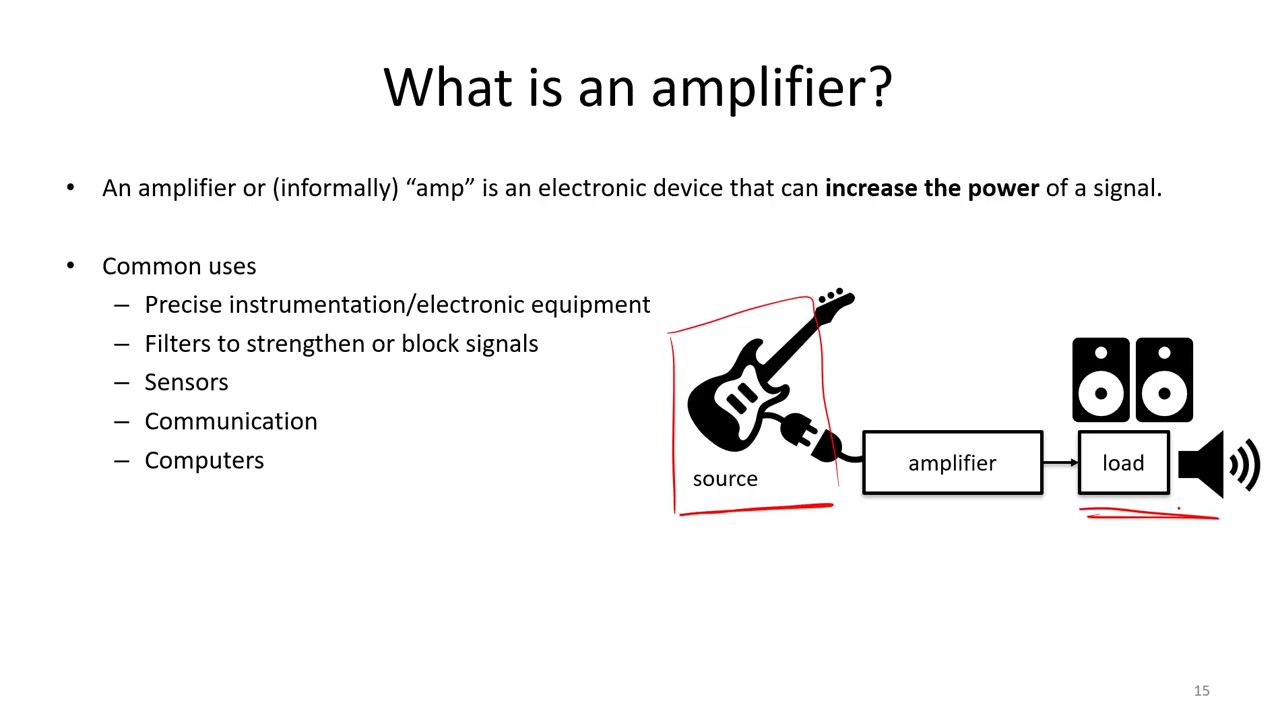 What is an amplifier?
• An amplifier or (informally) “amp” is an electronic device that can increase the power of a signal.
• Common uses
– Precise instrumentation/electronic equipment
– Filters to strengthen or block signals
– Sensors
– Communication
– Computers
source
amplifier
load
15